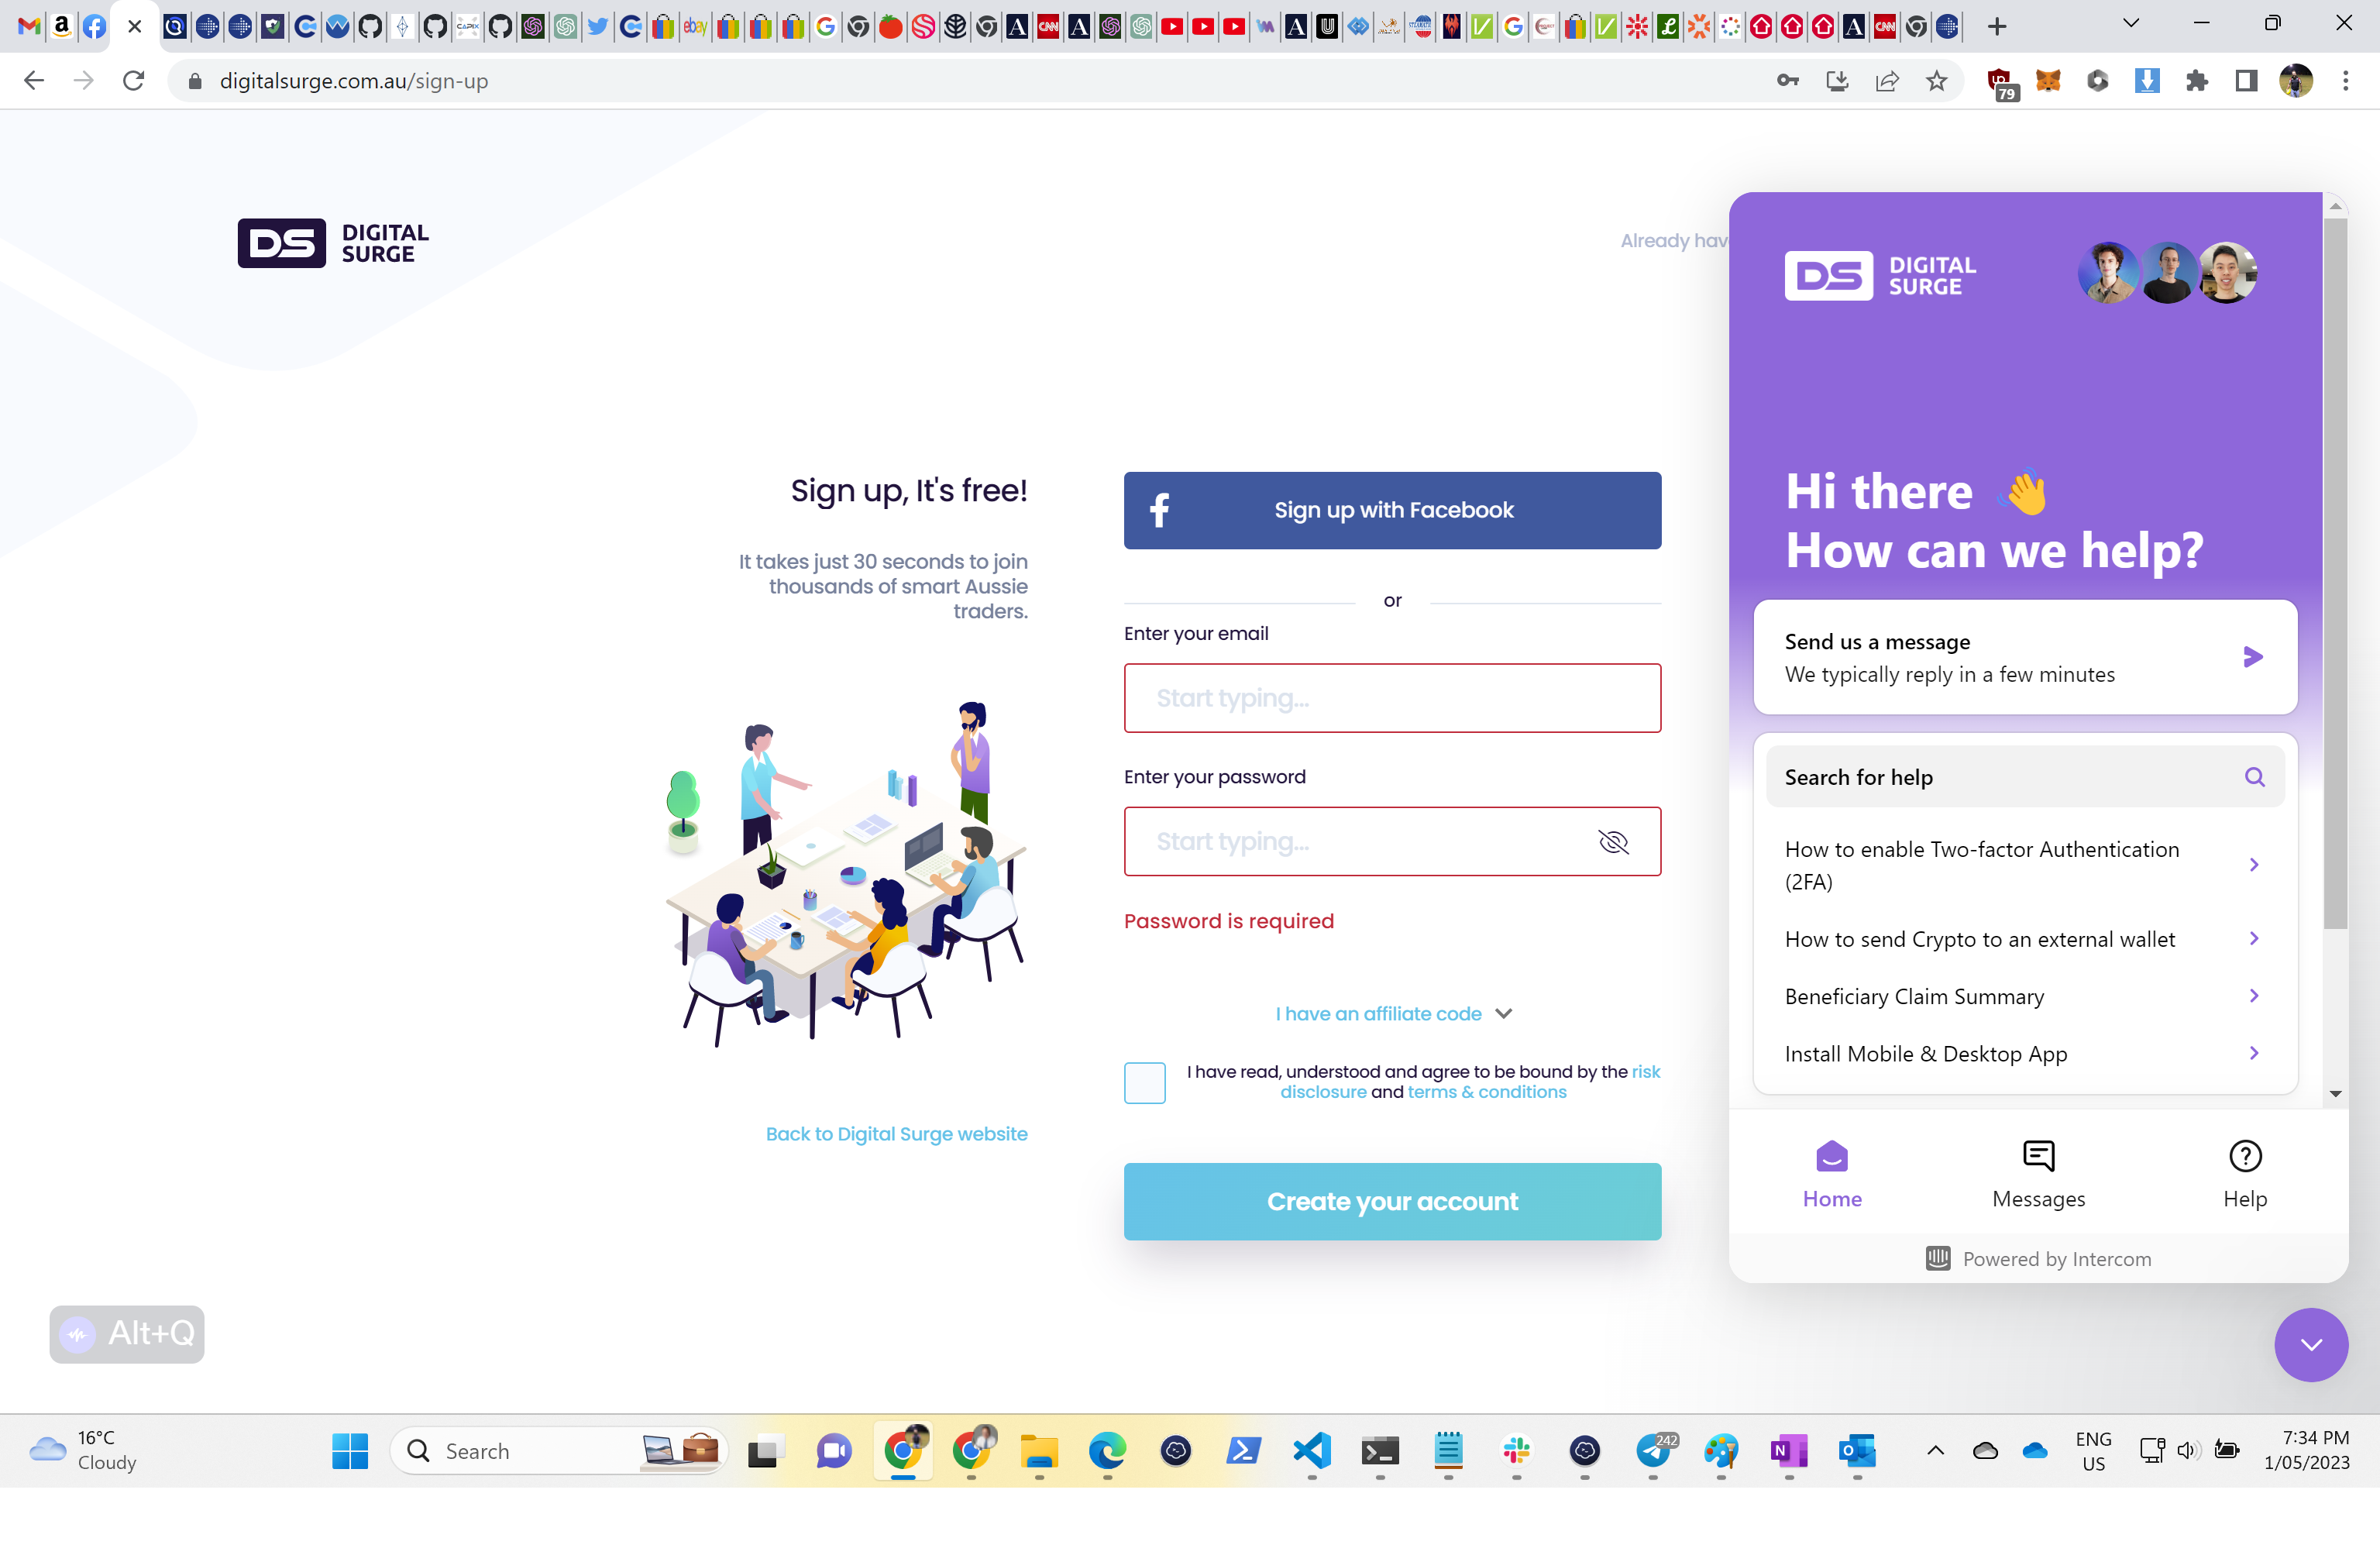 digitalsurge.com.au/sign-up
79
DS DIGITAL
SURGE
Already hav
Sign up, It's free!
It takes just 30 seconds to join
thousands of smart Aussie
traders.
Back to Digital Surge website
Sign up with Facebook
or
Enter your email
Start typing...
Enter your password
Start typing...
Password is required
I have an affiliate code
I have read, understood and agree to be bound by the risk
disclosure and terms & conditions
Create your account
DS DIGITAL
SURGE
Hi there 👋
How can we help?
Send us a message
We typically reply in a few minutes
Search for help
How to enable Two-factor Authentication
(2FA)
How to send Crypto to an external wallet
Beneficiary Claim Summary
Install Mobile & Desktop App
Home
Messages
Help
Powered by Intercom
Alt+Q
16°C
Cloudy
Search
242
ENG
US
7:34 PM
1/05/2023